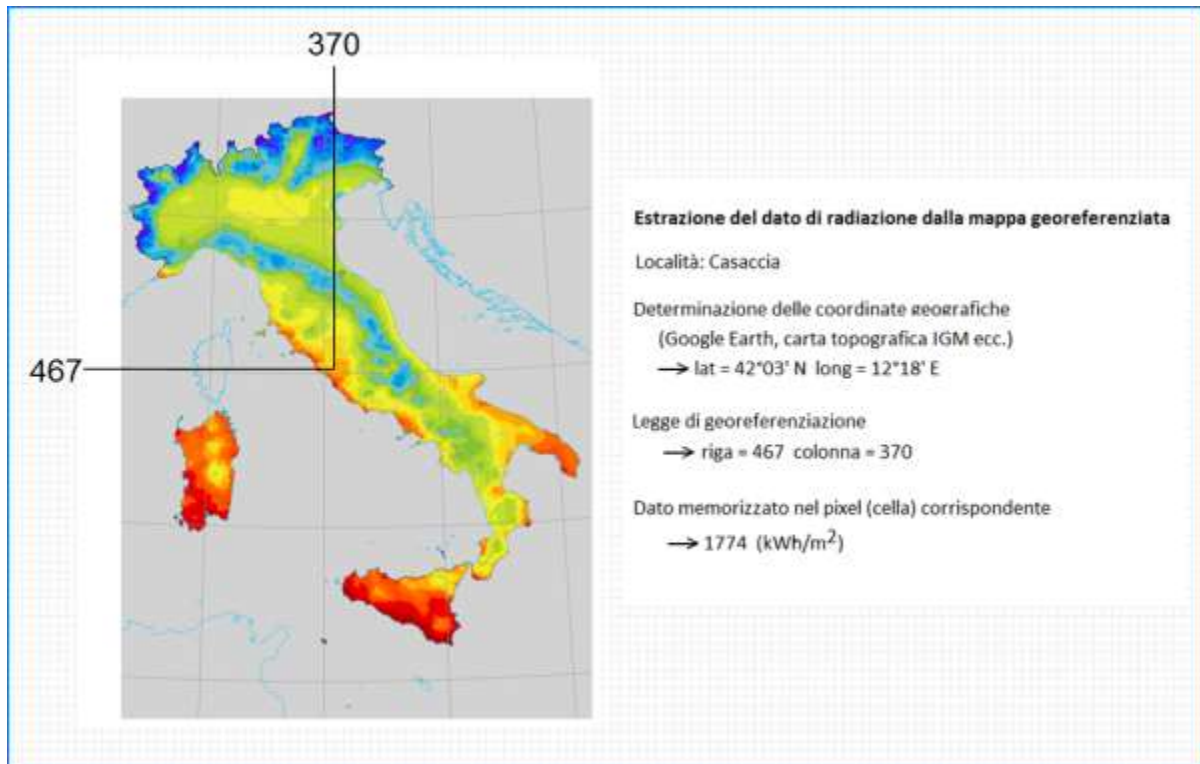 370
467
Estrazione del dato di radiazione dalla mappa georeferenziata
Località: Casaccia
Determinazione delle coordinate geografiche
(Google Earth, carta topografica IGM ecc.)
→ lat = 42°03' N long = 12°18' E
Legge di georeferenziazione
→ riga = 467 colonna = 370
Dato memorizzato nel pixel (cella) corrispondente
→ 1774 (kWh/m²)